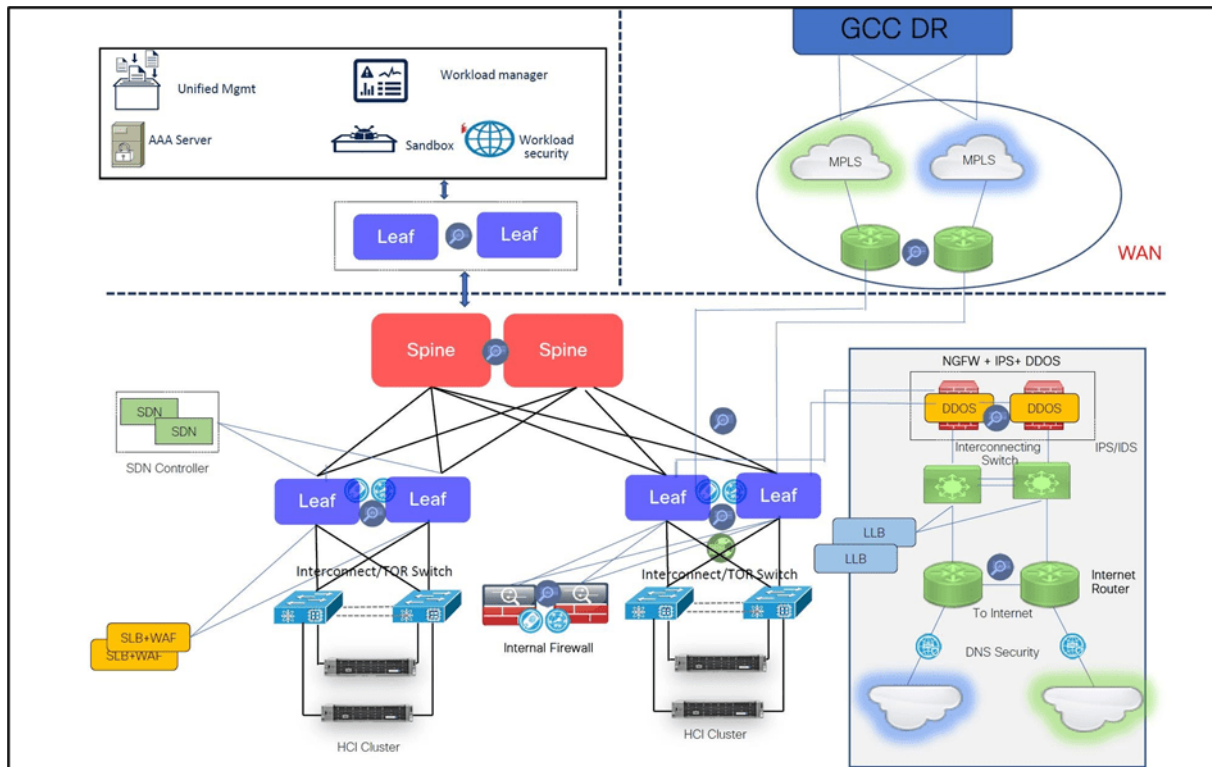 GCC DR
Unified Mgmt
Workload manager
AAA Server
Sandbox
Workload
security
MPLS
MPLS
Leaf
Leaf
WAN
Spine
Spine
NGFW + IPS+ DDOS
DDOS
DDOS
Interconnecting
Switch
IPS/IDS
SDN
SDN
SDN Controller
Leaf
Leaf
Leaf
Leaf
LLB
LLB
Interconnect/TOR Switch
Interconnect/TOR Switch
Internet
Router
To Internet
SLB+WAF
SLB+WAF
Internal Firewall
DNS Security
HCI Cluster
HCI Cluster